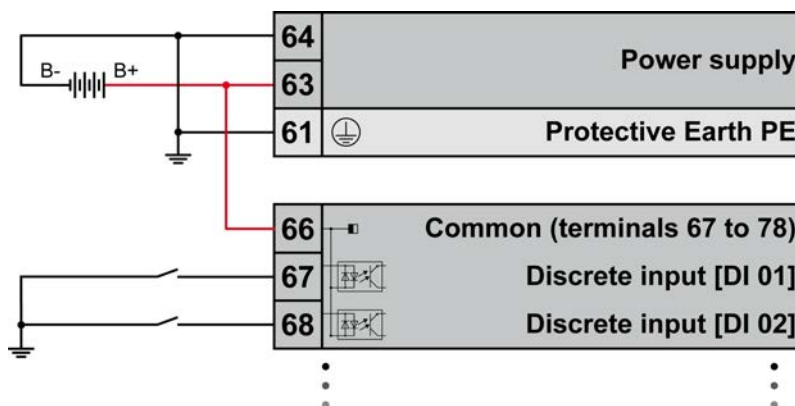 64
Power supply
B- B+
63
61 Protective Earth PE
66 Common (terminals 67 to 78)
67 Discrete input [DI 01]
68 Discrete input [DI 02]